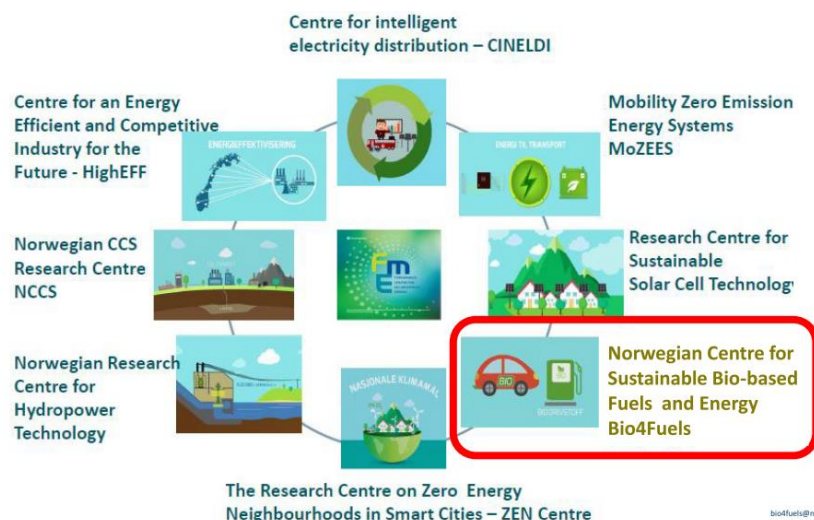 Centre for intelligent
electricity distribution – CINELDI
Centre for an Energy
Efficient and Competitive
Industry for the
Future - HighEFF
ENERGIEFFEKTIVISERING
Mobility Zero Emission
Energy Systems
MoZEES
ENERGI TIL TRANSPORT
Norwegian CCS
Research Centre
NCCS
FME
Research Centre for
Sustainable
Solar Cell Technology
Norwegian Research
Centre for
Hydropower
Technology
NASJONALE KLIMAMÅL
BIO
BIODRIVSTOFF
Norwegian Centre for
Sustainable Bio-based
Fuels and Energy
Bio4Fuels
The Research Centre on Zero Energy
Neighbourhoods in Smart Cities – ZEN Centre
bio4fuels@n